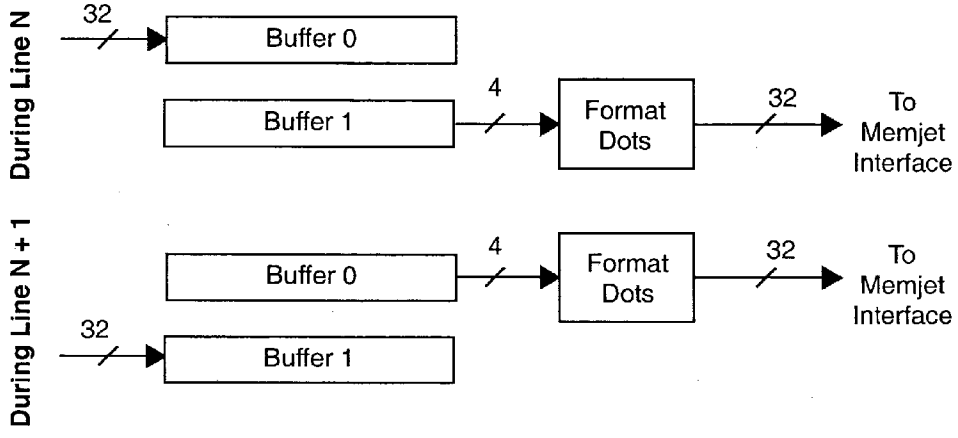 During Line N
32
Buffer 0
Buffer 1
4
Format
Dots
32
To
Memjet
Interface
During Line N + 1
Buffer 0
4
Format
Dots
32
To
Memjet
Interface
32
Buffer 1